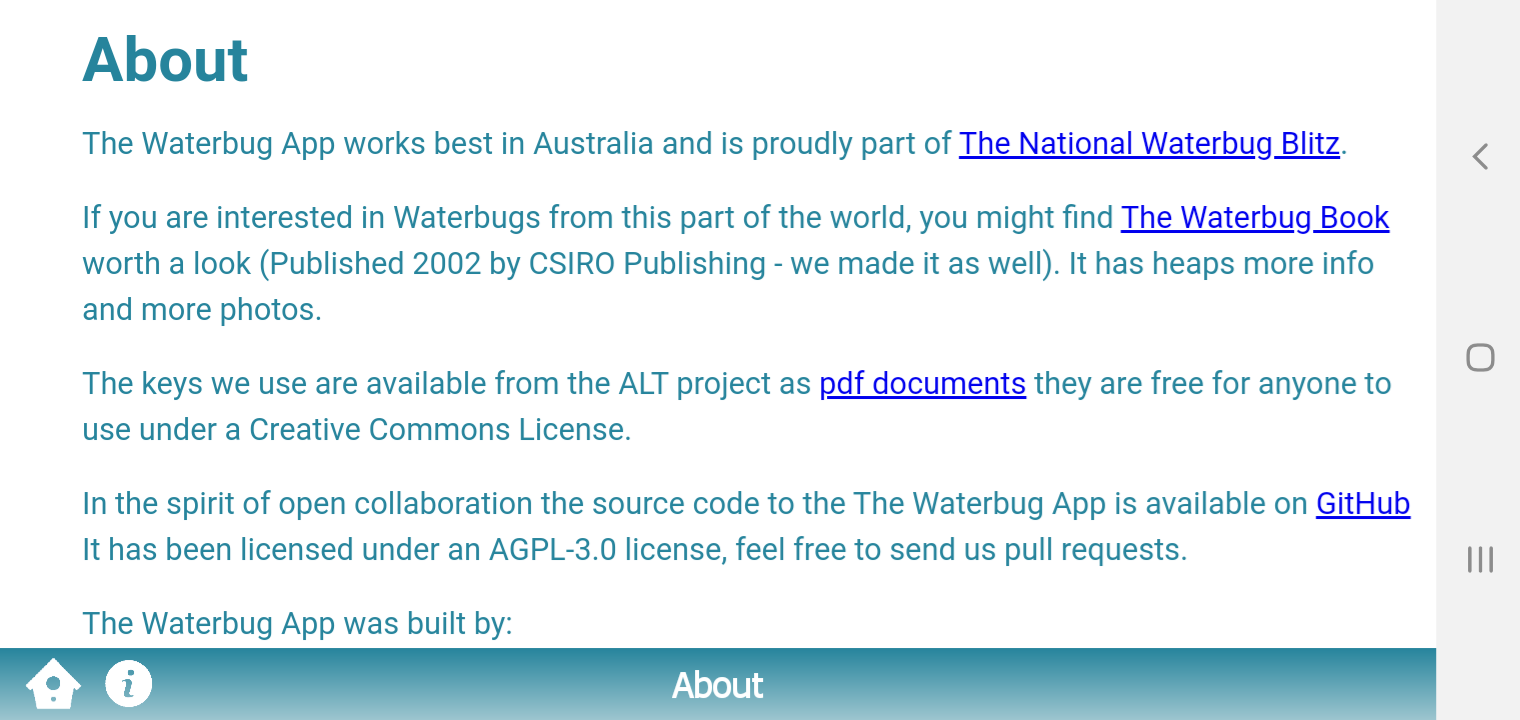 About
The Waterbug App works best in Australia and is proudly part of The National Waterbug Blitz.
If you are interested in Waterbugs from this part of the world, you might find The Waterbug Book
worth a look (Published 2002 by CSIRO Publishing - we made it as well). It has heaps more info
and more photos.
The keys we use are available from the ALT project as pdf documents they are free for anyone to
use under a Creative Commons License.
In the spirit of open collaboration the source code to the The Waterbug App is available on GitHub
It has been licensed under an AGPL-3.0 license, feel free to send us pull requests.
The Waterbug App was built by:
About